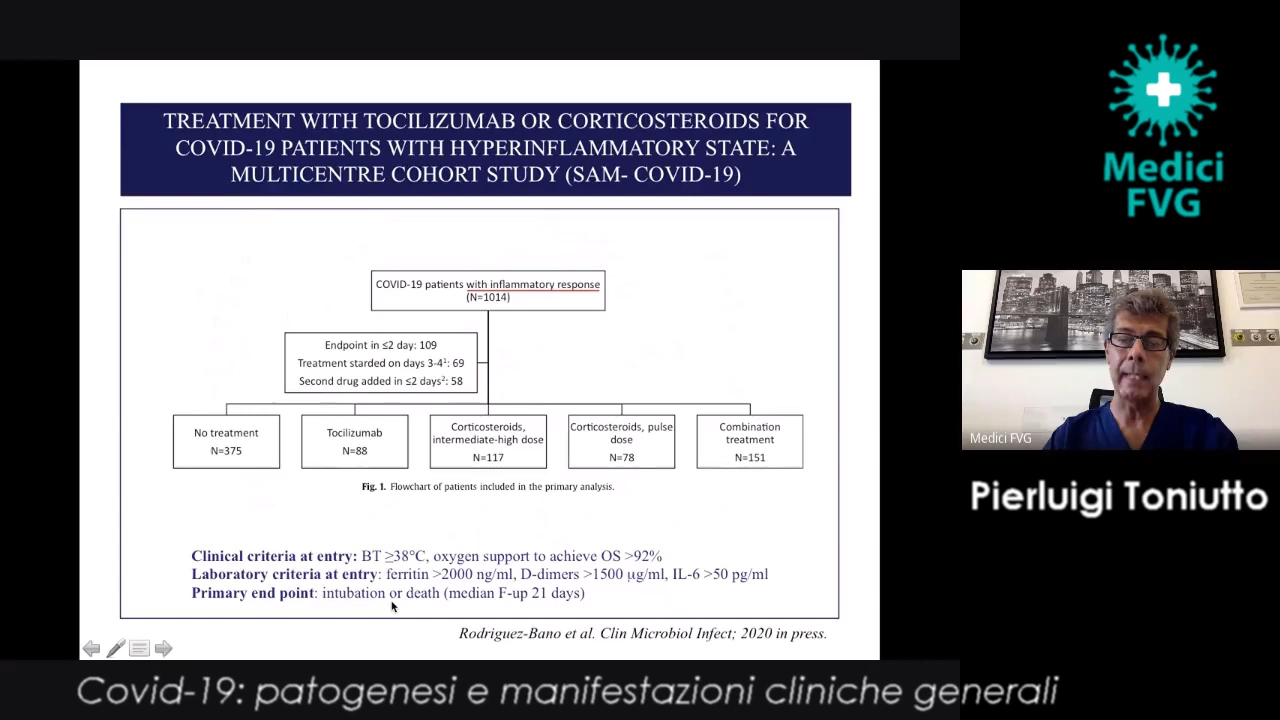 TREATMENT WITH TOCILIZUMAB OR CORTICOSTEROIDS FOR
COVID-19 PATIENTS WITH HYPERINFLAMMATORY STATE: A
MULTICENTRE COHORT STUDY (SAM- COVID-19)
COVID-19 patients with inflammatory response
(N=1014)
Endpoint in ≤2 day: 109
Treatment starded on days 3-4¹: 69
Second drug added in ≤2 days²: 58
No treatment
N=375
Tocilizumab
N=88
Corticosteroids,
intermediate-high dose
N=117
Corticosteroids, pulse
dose
N=78
Combination
treatment
N=151
Fig. 1. Flowchart of patients included in the primary analysis.
Clinical criteria at entry: BT ≥38°C, oxygen support to achieve OS >92%
Laboratory criteria at entry: ferritin >2000 ng/ml, D-dimers >1500 µg/ml, IL-6 >50 pg/ml
Primary end point: intubation or death (median F-up 21 days)
Rodriguez-Bano et al. Clin Microbiol Infect; 2020 in press.
Medici
FVG
Medici FVG
Pierluigi Toniutto
Covid-19: patogenesi e manifestazioni cliniche generali